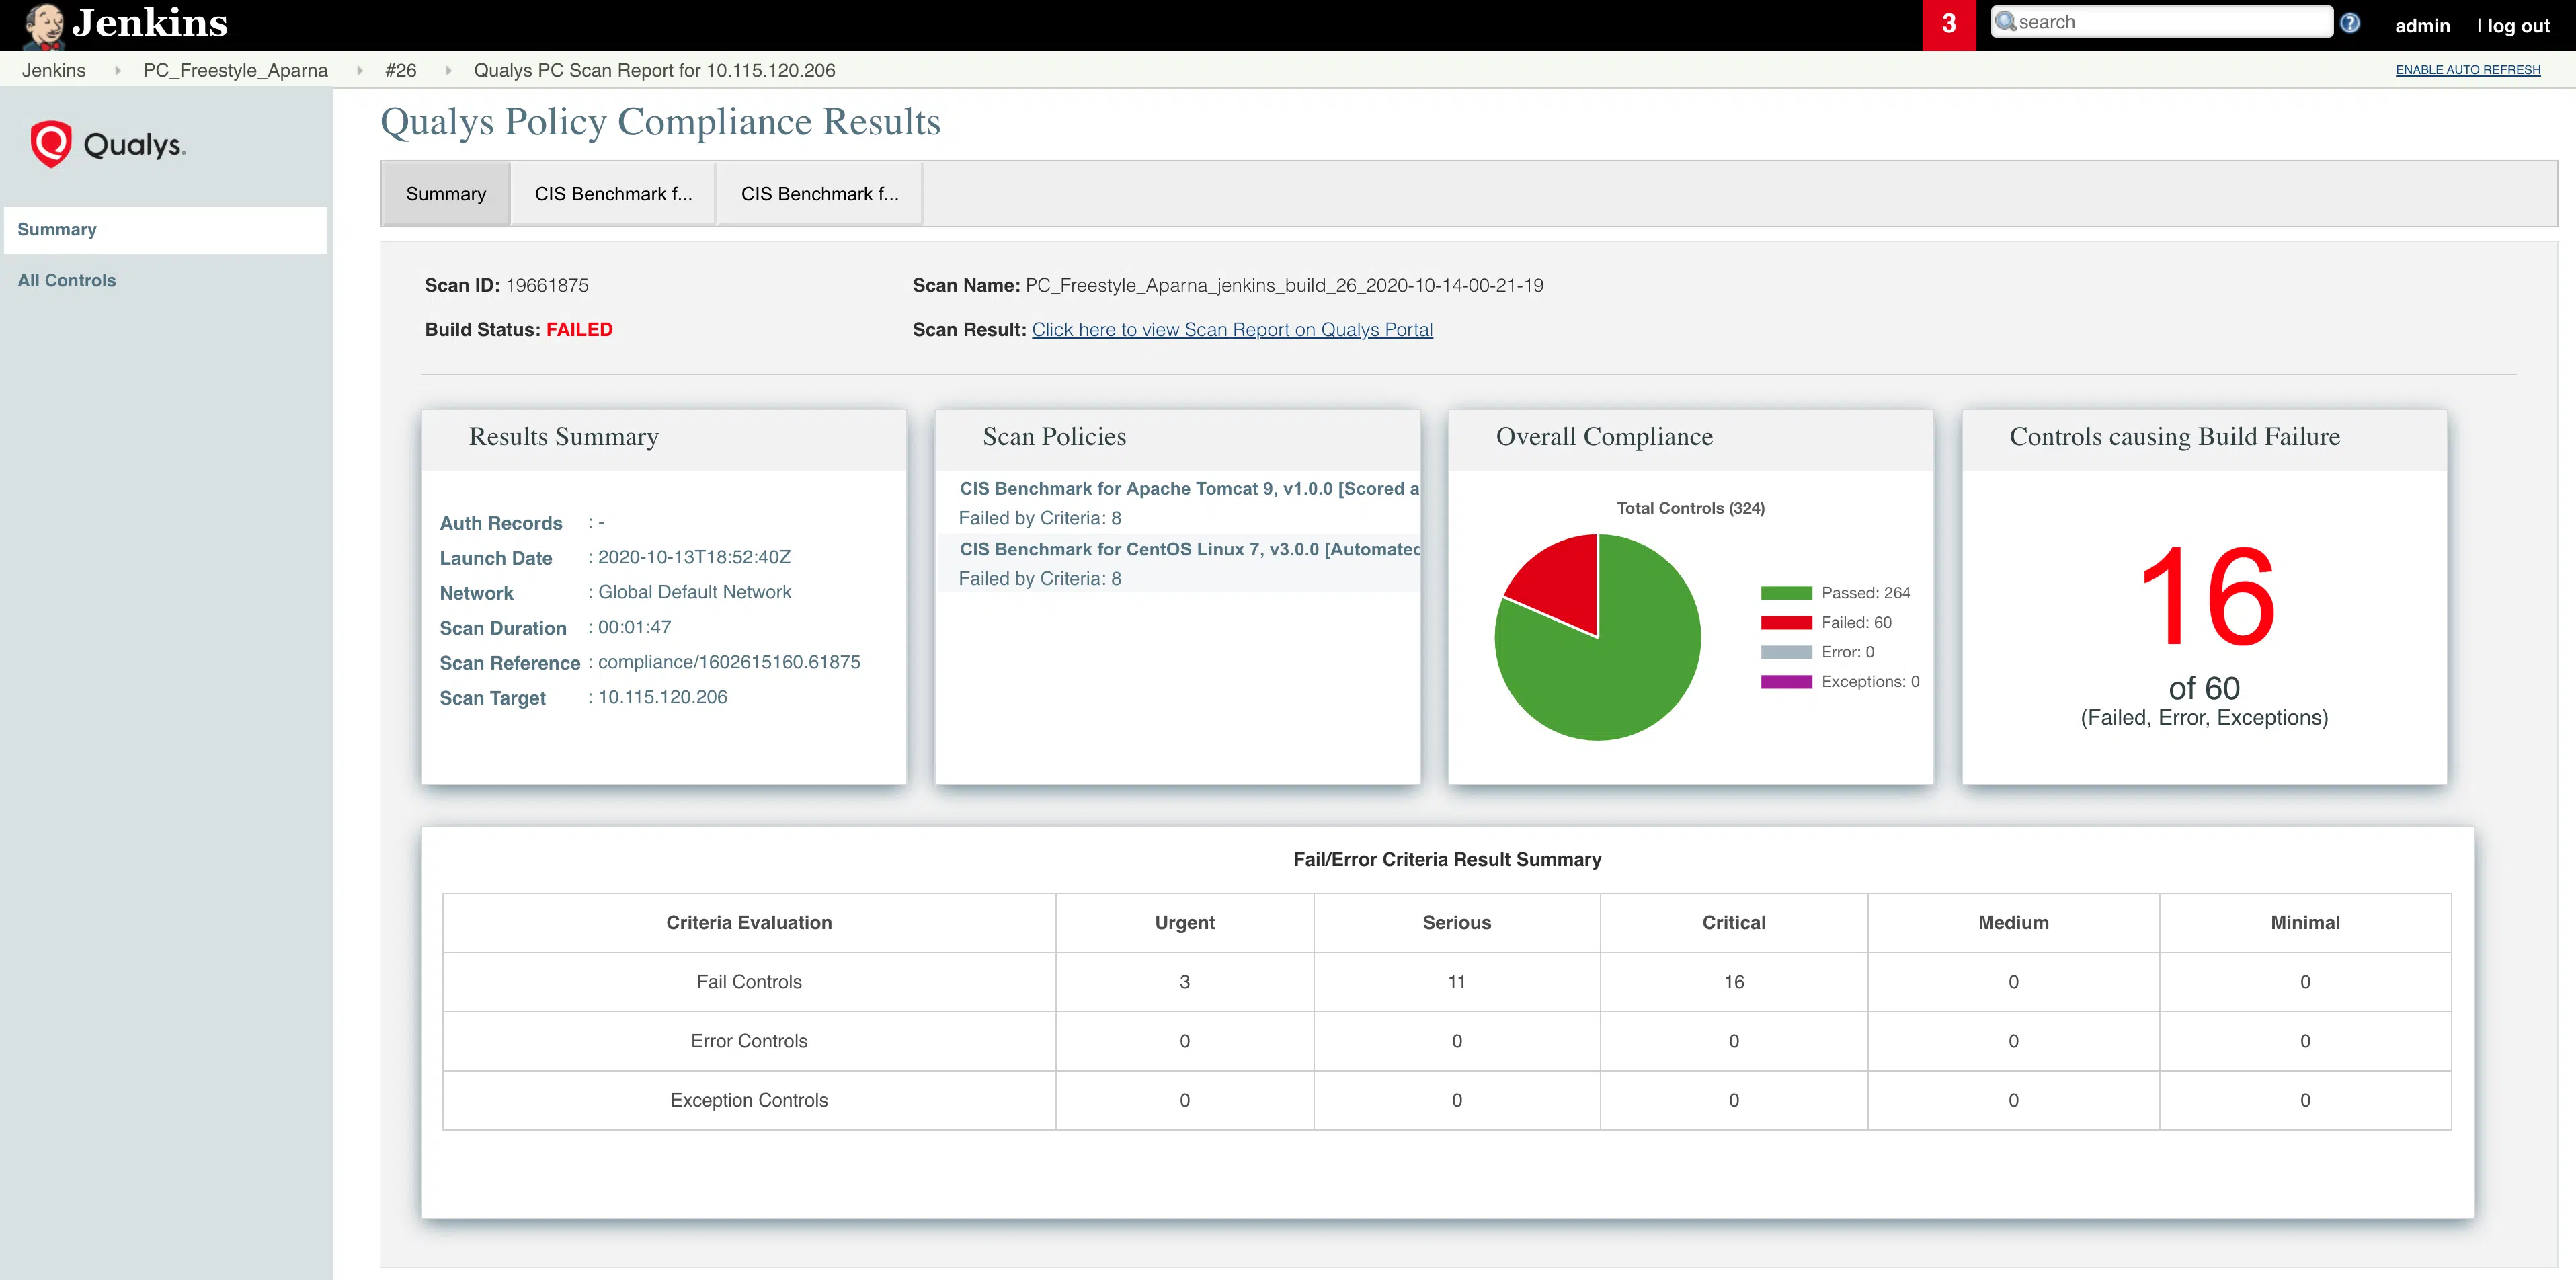 Jenkins
3
search
?
admin
| log out
Jenkins PC_Freestyle_Aparna #26 Qualys PC Scan Report for 10.115.120.206
ENABLE AUTO REFRESH
Qualys.
Summary
All Controls
Qualys Policy Compliance Results
Summary
CIS Benchmark f...
CIS Benchmark f...
Scan ID: 19661875
Scan Name: PC_Freestyle_Aparna_jenkins_build_26_2020-10-14-00-21-19
Build Status: FAILED
Scan Result: Click here to view Scan Report on Qualys Portal
Results Summary
Auth Records : -
Launch Date : 2020-10-13T18:52:40Z
Network : Global Default Network
Scan Duration : 00:01:47
Scan Reference : compliance/1602615160.61875
Scan Target : 10.115.120.206
Scan Policies
CIS Benchmark for Apache Tomcat 9, v1.0.0 [Scored a
Failed by Criteria: 8
CIS Benchmark for CentOS Linux 7, v3.0.0 [Automated
Failed by Criteria: 8
Overall Compliance
Total Controls (324)
Passed: 264
Failed: 60
Error: 0
Exceptions: 0
Controls causing Build Failure
16
of 60
(Failed, Error, Exceptions)
Fail/Error Criteria Result Summary
Criteria Evaluation Urgent Serious Critical Medium Minimal
Fail Controls 3 11 16 0 0
Error Controls 0 0 0 0 0
Exception Controls 0 0 0 0 0